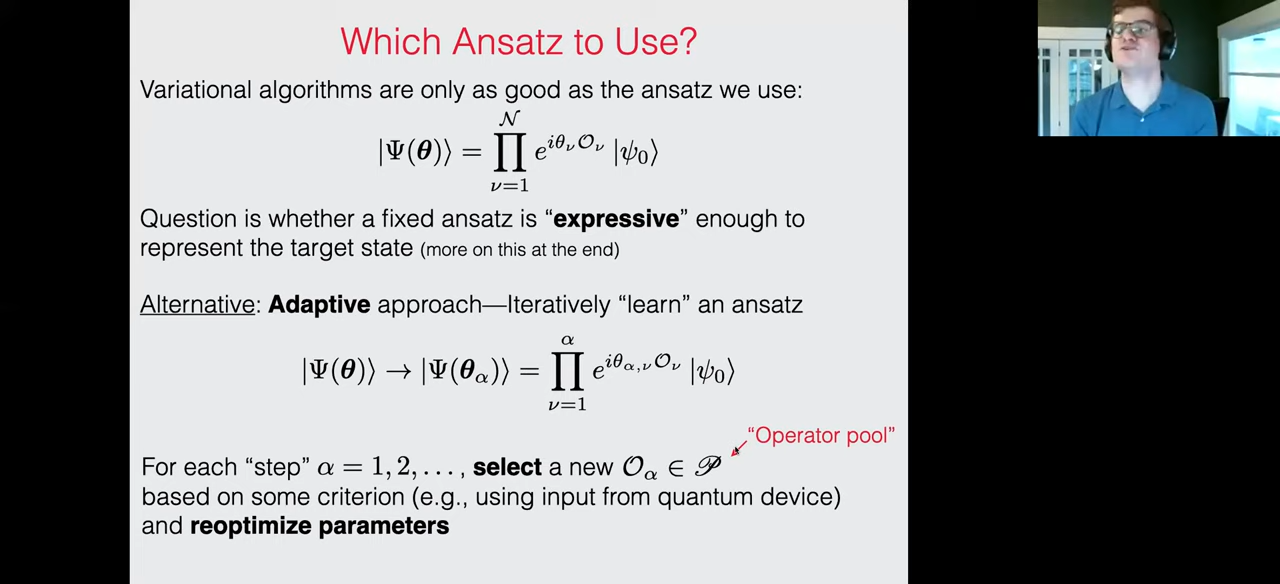 Which Ansatz to Use?
Variational algorithms are only as good as the ansatz we use:
|Ψ(θ)⟩ = ∏_{ν=1}^{𝒩} e^{iθ_ν 𝒪_ν} |ψ₀⟩
Question is whether a fixed ansatz is “expressive” enough to
represent the target state (more on this at the end)
Alternative: Adaptive approach—Iteratively “learn” an ansatz
|Ψ(θ)⟩ → |Ψ(θ_α)⟩ = ∏_{ν=1}^{α} e^{iθ_{α,ν} 𝒪_ν} |ψ₀⟩
“Operator pool”
For each “step” α = 1, 2, . . . , select a new 𝒪_α ∈ 𝒫
based on some criterion (e.g., using input from quantum device)
and reoptimize parameters